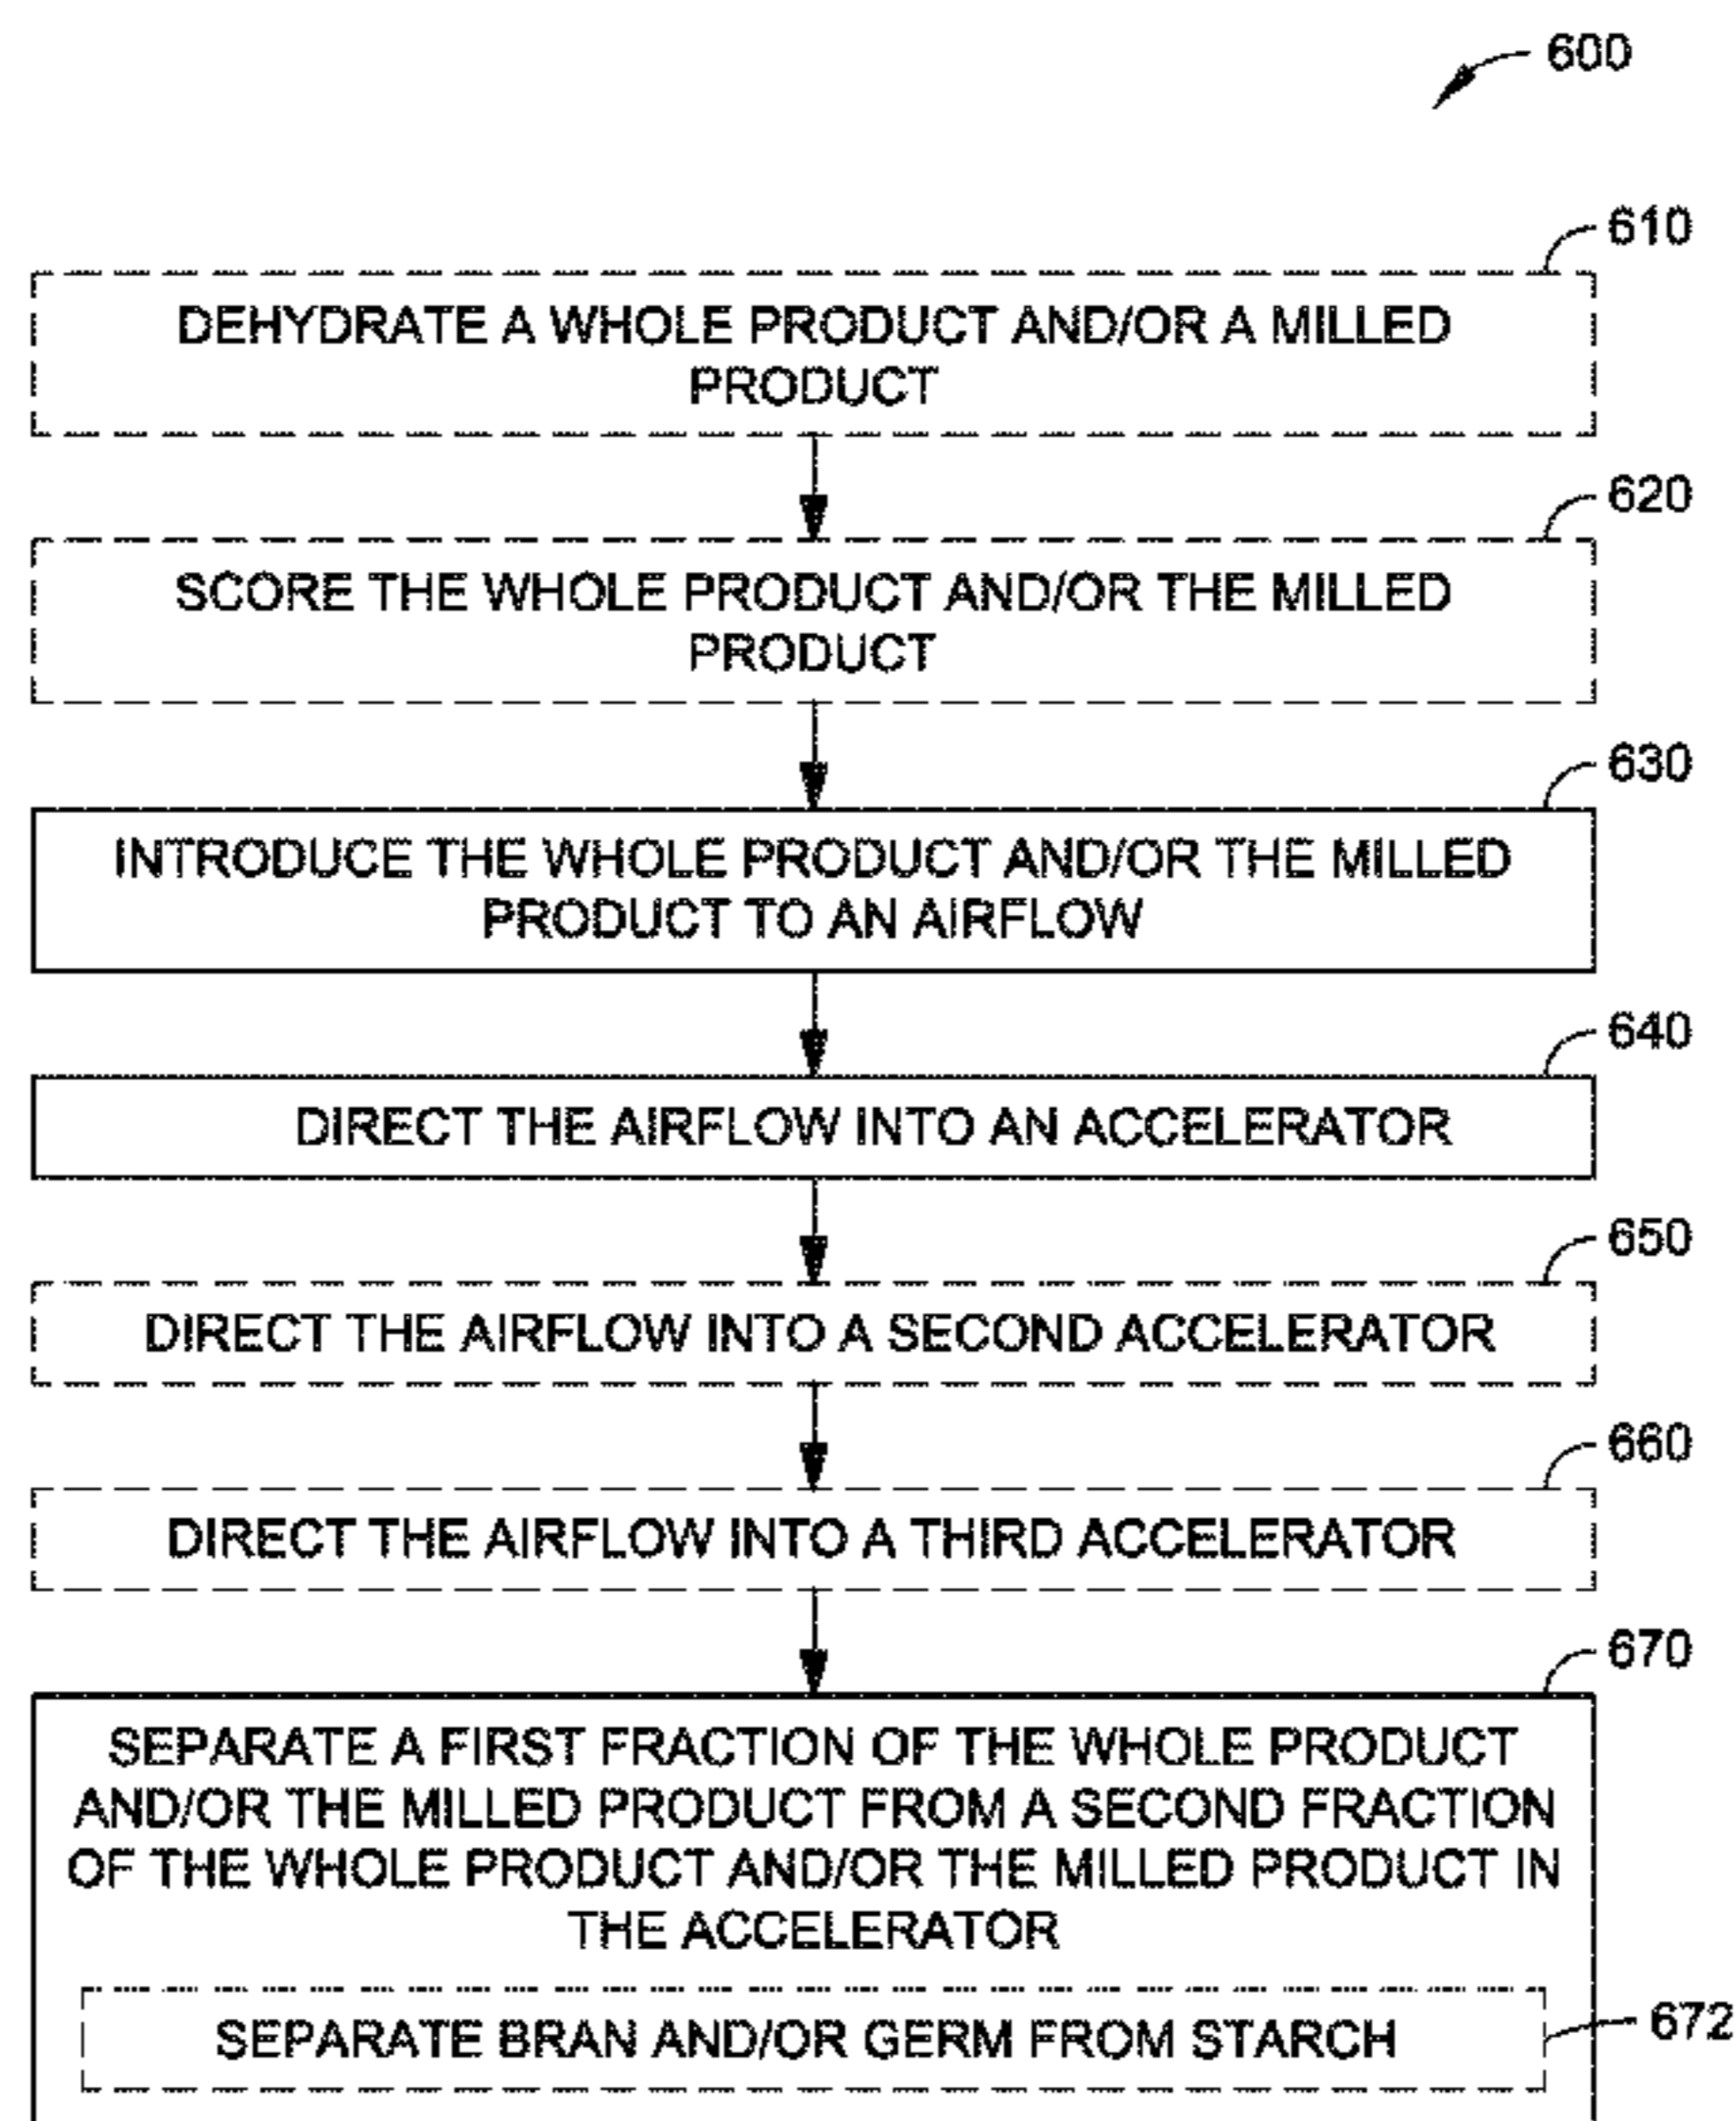 600
610
DEHYDRATE A WHOLE PRODUCT AND/OR A MILLED
PRODUCT
620
SCORE THE WHOLE PRODUCT AND/OR THE MILLED
PRODUCT
630
INTRODUCE THE WHOLE PRODUCT AND/OR THE MILLED
PRODUCT TO AN AIRFLOW
640
DIRECT THE AIRFLOW INTO AN ACCELERATOR
650
DIRECT THE AIRFLOW INTO A SECOND ACCELERATOR
660
DIRECT THE AIRFLOW INTO A THIRD ACCELERATOR
670
SEPARATE A FIRST FRACTION OF THE WHOLE PRODUCT
AND/OR THE MILLED PRODUCT FROM A SECOND FRACTION
OF THE WHOLE PRODUCT AND/OR THE MILLED PRODUCT IN
THE ACCELERATOR
SEPARATE BRAN AND/OR GERM FROM STARCH
672